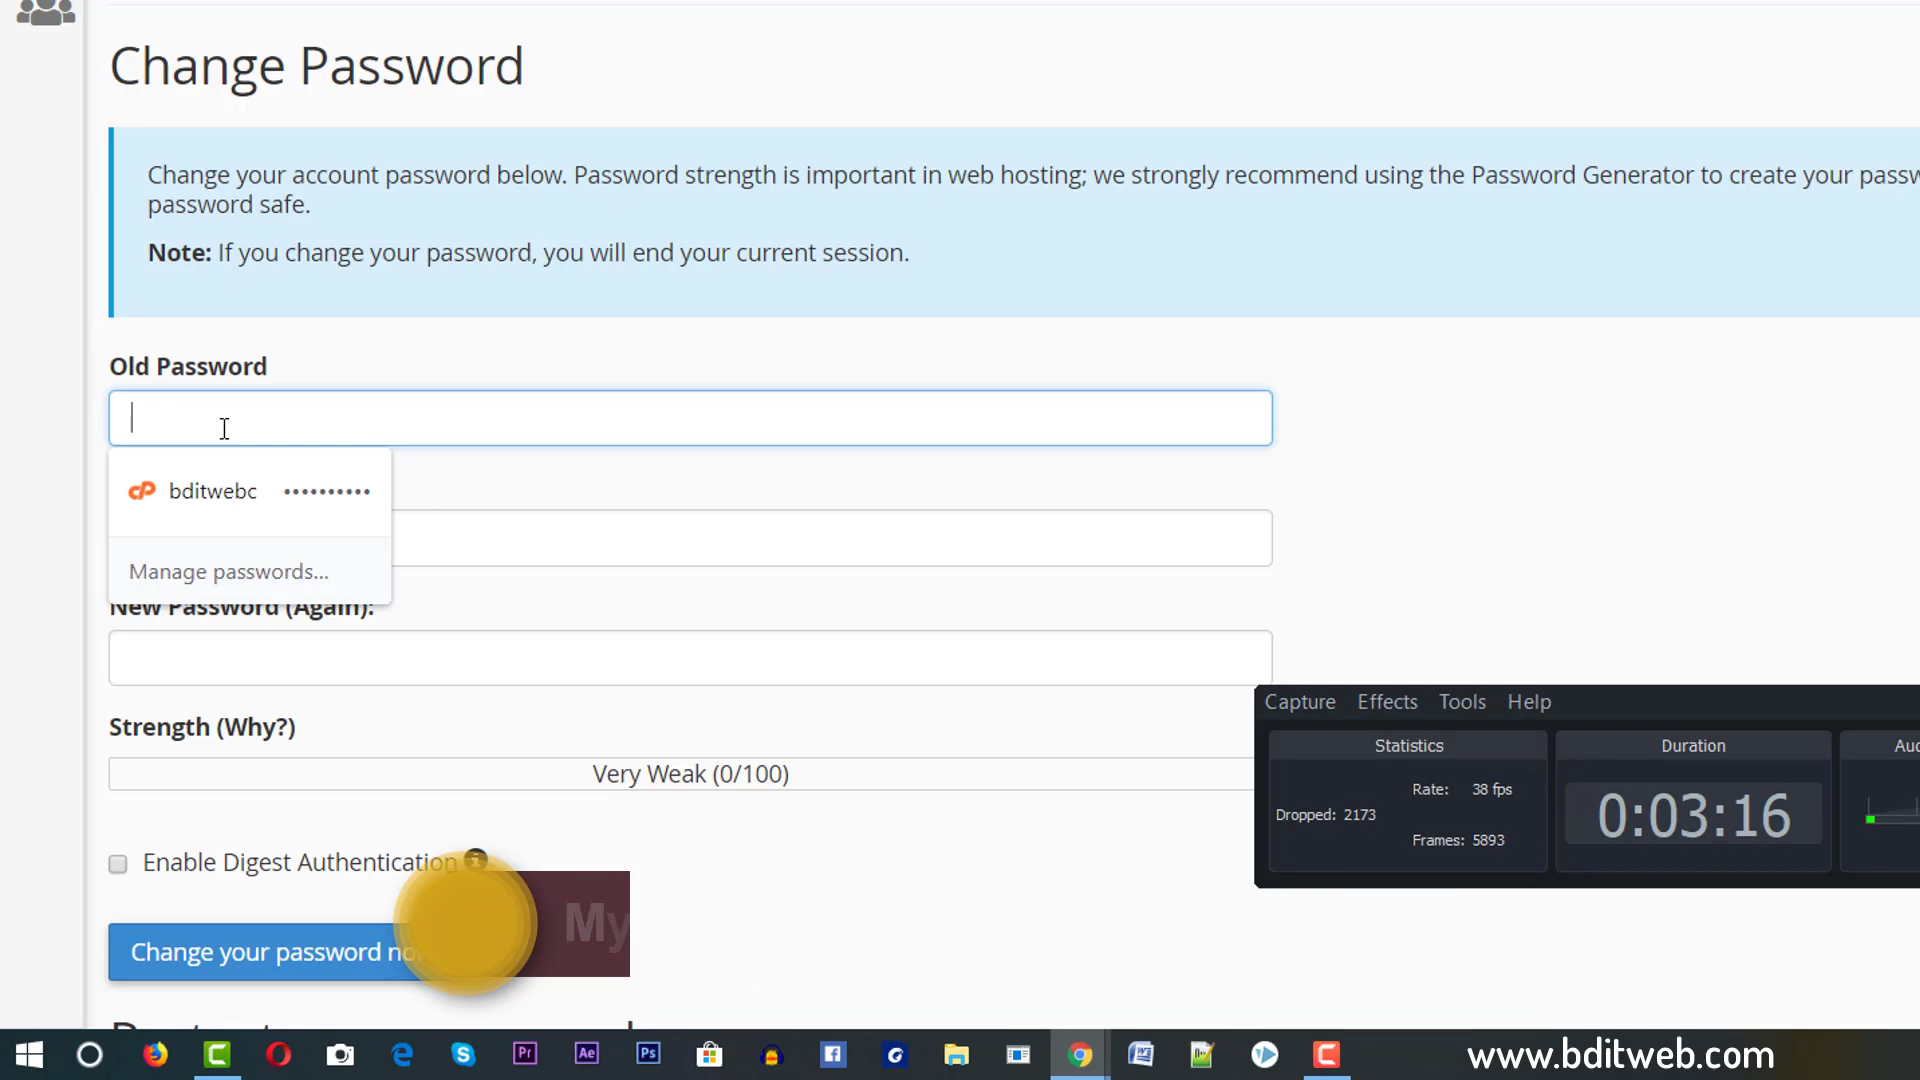 Change Password
Change your account password below. Password strength is important in web hosting; we strongly recommend using the Password Generator to create your
password safe.
Note: If you change your password, you will end your current session.
Old Password
bditwebc ••••••••••
Manage passwords...
New Password (Again):
Strength (Why?)
Very Weak (0/100)
Enable Digest Authentication
Change your password
My
Capture Effects Tools Help
Statistics
Duration
Rate: 38 fps
Dropped: 2173
Frames: 5893
0:03:16
Pr
Ae
Ps
www.bditweb.com